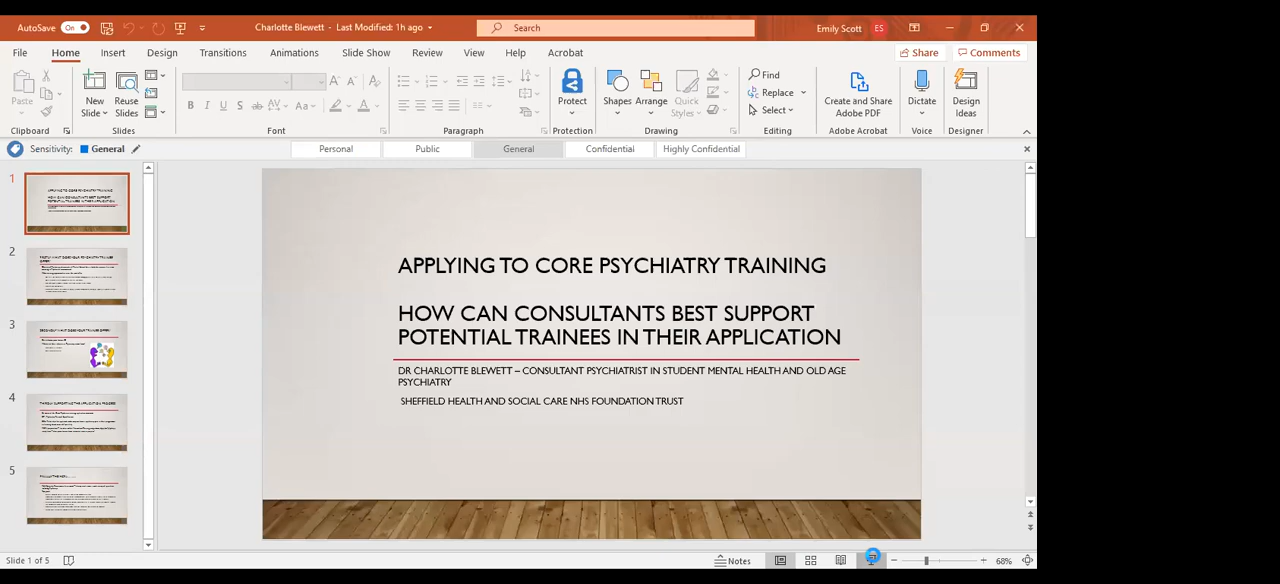 AutoSave On Charlotte Blewett - Last Modified: 1h ago Search Emily Scott ES
File Home Insert Design Transitions Animations Slide Show Review View Help Acrobat Share Comments
Paste New Slide Reuse Slides Protect Shapes Arrange Quick Styles Find Replace Select Create and Share Adobe PDF Dictate Design Ideas
Clipboard Slides Font Paragraph Protection Drawing Editing Adobe Acrobat Voice Designer
Sensitivity: General Personal Public General Confidential Highly Confidential
1
2
3
4
5
APPLYING TO CORE PSYCHIATRY TRAINING
HOW CAN CONSULTANTS BEST SUPPORT
POTENTIAL TRAINEES IN THEIR APPLICATION
DR CHARLOTTE BLEWETT – CONSULTANT PSYCHIATRIST IN STUDENT MENTAL HEALTH AND OLD AGE
PSYCHIATRY
SHEFFIELD HEALTH AND SOCIAL CARE NHS FOUNDATION TRUST
Slide 1 of 5 Notes 68%